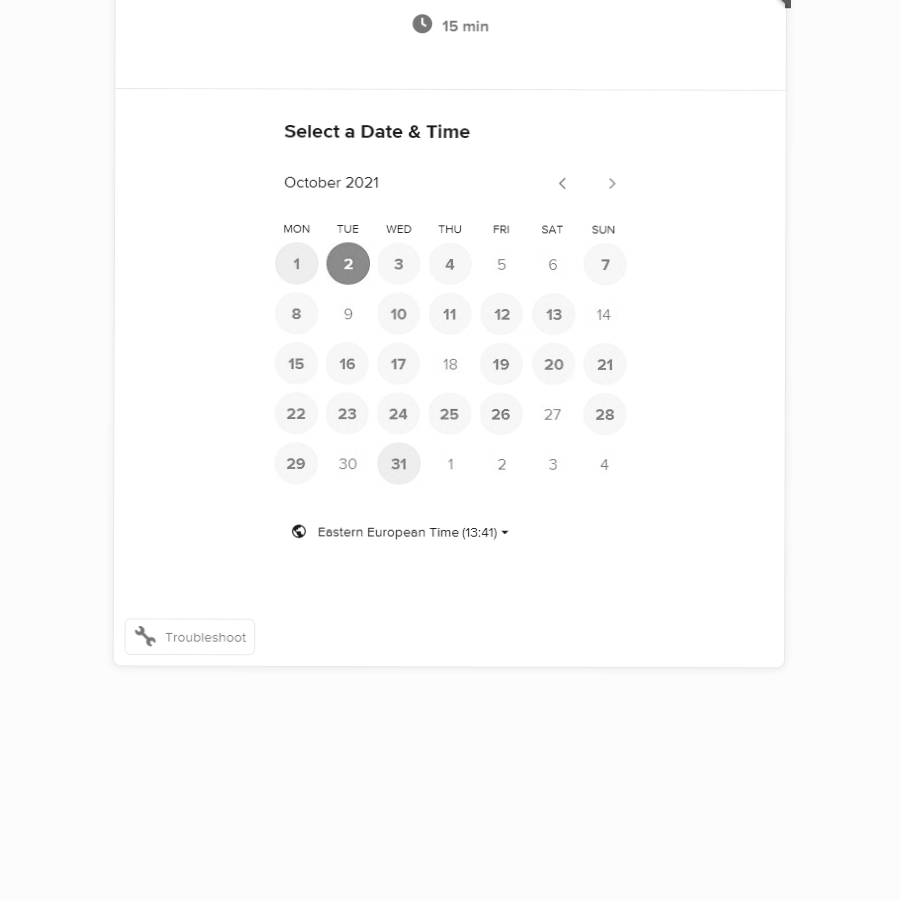 15 min
Select a Date & Time
October 2021
MON TUE WED THU FRI SAT SUN
1 2 3 4 5 6 7
8 9 10 11 12 13 14
15 16 17 18 19 20 21
22 23 24 25 26 27 28
29 30 31 1 2 3 4
Eastern European Time (13:41)
Troubleshoot